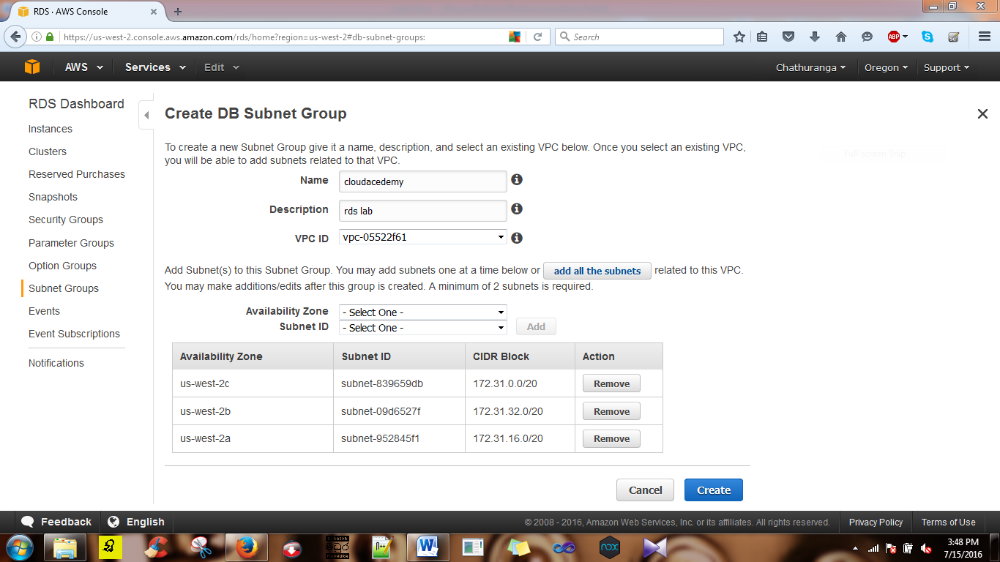 RDS · AWS Console
https://us-west-2.console.aws.amazon.com/rds/home?region=us-west-2#db-subnet-groups:
Search
ABP
AWS Services Edit Chathuranga Oregon Support
RDS Dashboard
Instances
Clusters
Reserved Purchases
Snapshots
Security Groups
Parameter Groups
Option Groups
Subnet Groups
Events
Event Subscriptions
Notifications
Create DB Subnet Group
To create a new Subnet Group give it a name, description, and select an existing VPC below. Once you select an existing VPC,
you will be able to add subnets related to that VPC.
Full-screen Snip
Name cloudacedemy
Description rds lab
VPC ID vpc-05522f61
Add Subnet(s) to this Subnet Group. You may add subnets one at a time below or add all the subnets related to this VPC.
You may make additions/edits after this group is created. A minimum of 2 subnets is required.
Availability Zone - Select One -
Subnet ID - Select One - Add
Availability Zone Subnet ID CIDR Block Action
us-west-2c subnet-839659db 172.31.0.0/20 Remove
us-west-2b subnet-09d6527f 172.31.32.0/20 Remove
us-west-2a subnet-952845f1 172.31.16.0/20 Remove
Cancel Create
Feedback English © 2008 - 2016, Amazon Web Services, Inc. or its affiliates. All rights reserved. Privacy Policy Terms of Use
nox
3:48 PM
7/15/2016